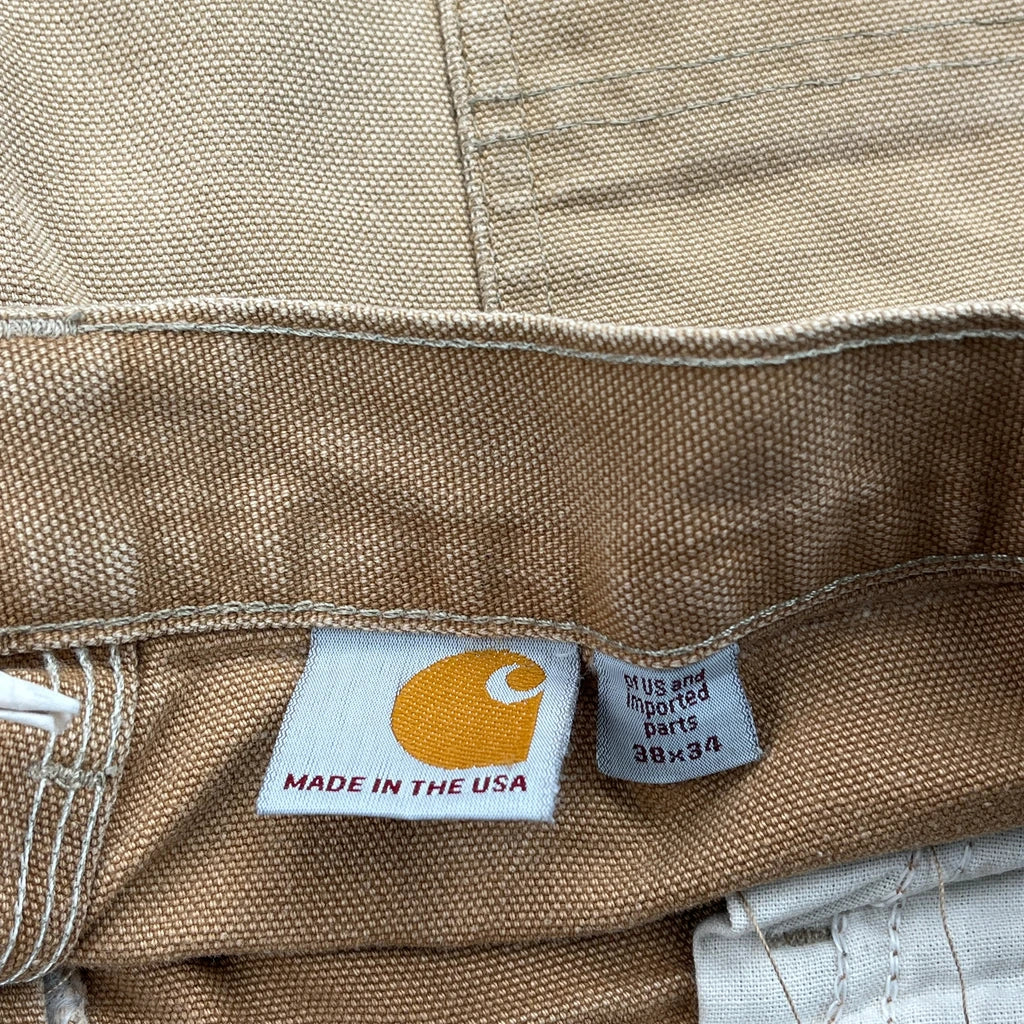 MADE IN THE USA
of US and
imported
parts
38x34